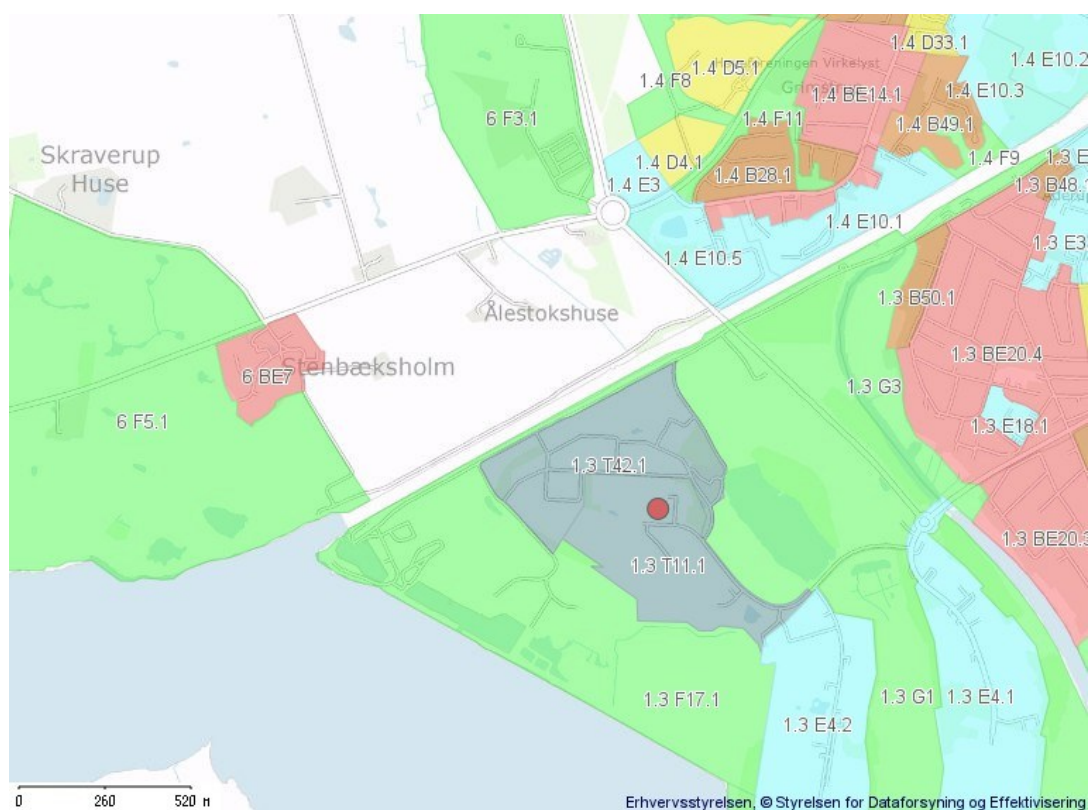 1.4 D33.1
1.4 E10.2
1.4 D5.1
Haveforeningen Virkelyst
1.4 F8
1.4 BE14.1
1.4 E10.3
6 F3.1
1.4 F11
1.4 B49.1
Skraverup
Huse
1.4 D4.1
1.4 F9
1.3 E
1.4 E3
1.4 B28.1
1.3 B48.1
1.4 E10.1
1.3 E3
1.4 E10.5
1.3 B50.1
Ålestokshuse
1.3 BE20.4
Stenbæksholm
6 BE7
1.3 G3
6 F5.1
1.3 E18.1
1.3 T42.1
1.3 BE20.3
1.3 T11.1
1.3 F17.1
1.3 G1
1.3 E4.1
1.3 E4.2
0 260 520 M
Erhvervsstyrelsen, © Styrelsen for Dataforsyning og Effektivisering